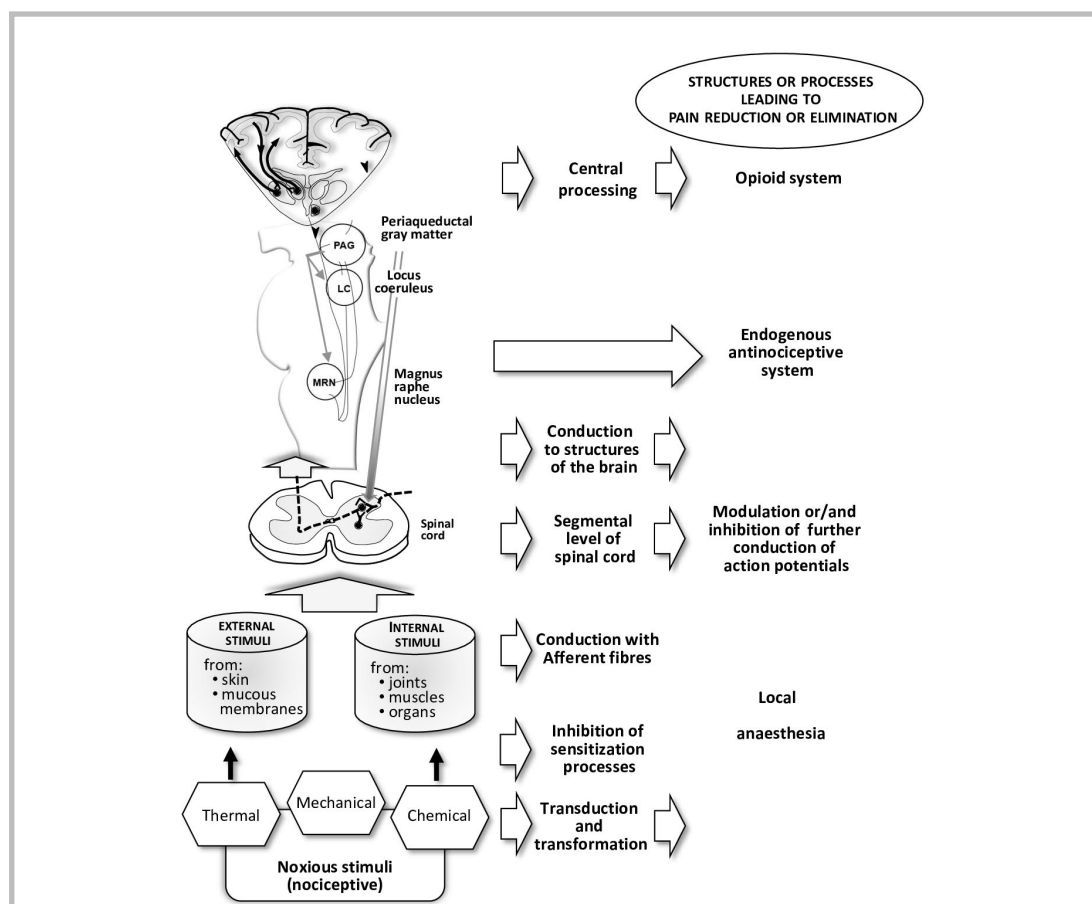 STRUCTURES OR PROCESSES
LEADING TO
PAIN REDUCTION OR ELIMINATION
Central
processing
Opioid system
Periaqueductal
gray matter
PAG
Locus
coeruleus
LC
Endogenous
antinociceptive
system
Magnus
raphe
nucleus
MRN
Conduction
to structures
of the brain
Spinal
cord
Segmental
level of
spinal cord
Modulation or/and
inhibition of further
conduction of
action potentials
EXTERNAL
STIMULI
from:
• skin
• mucous
membranes
INTERNAL
STIMULI
from:
• joints
• muscles
• organs
Conduction with
Afferent fibres
Local
anaesthesia
Inhibition of
sensitization
processes
Thermal
Mechanical
Chemical
Transduction
and
transformation
Noxious stimuli
(nociceptive)